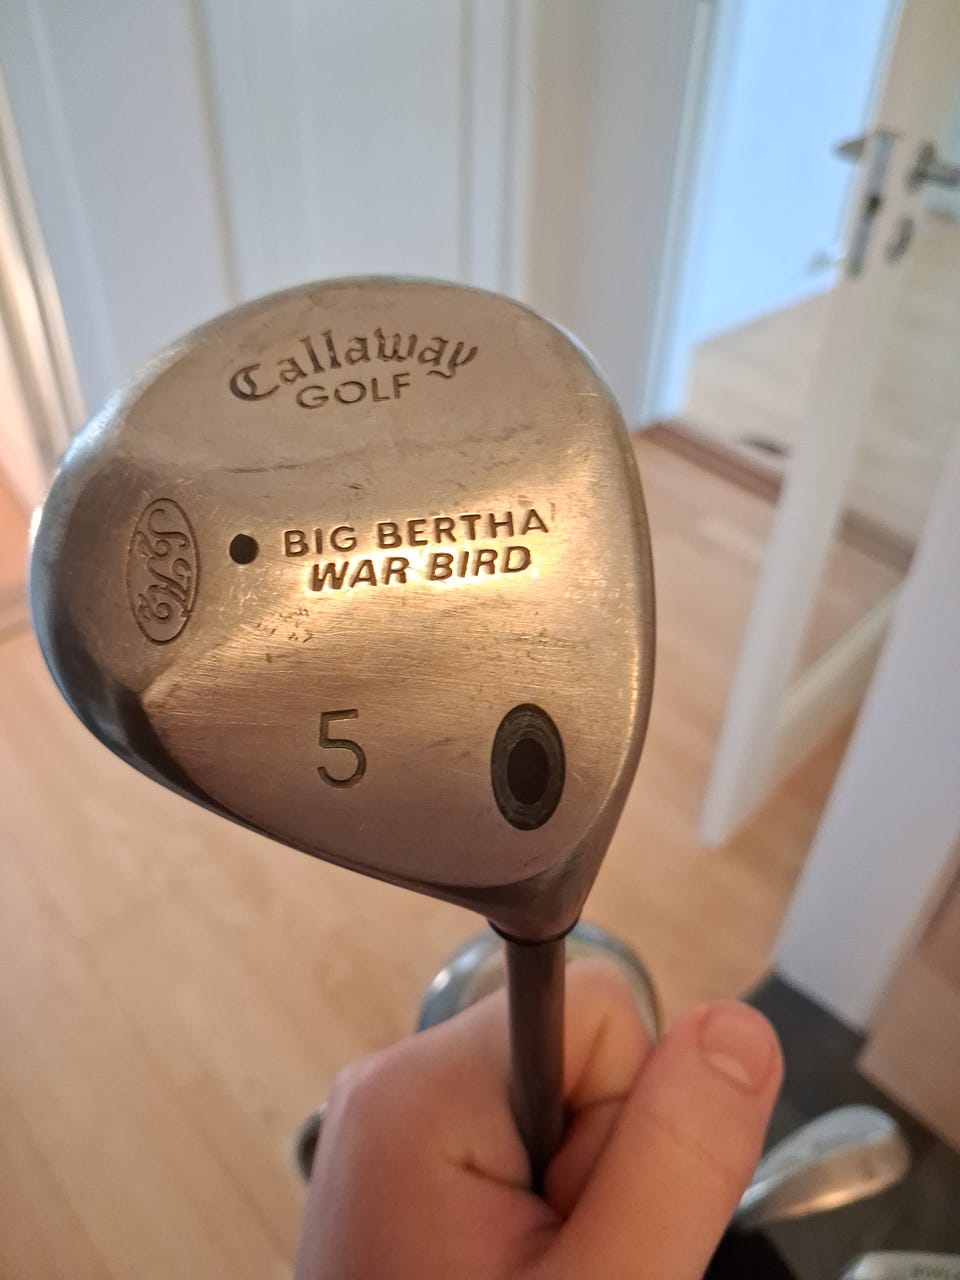 Callaway
GOLF
BIG BERTHA
WAR BIRD
S2H2
5